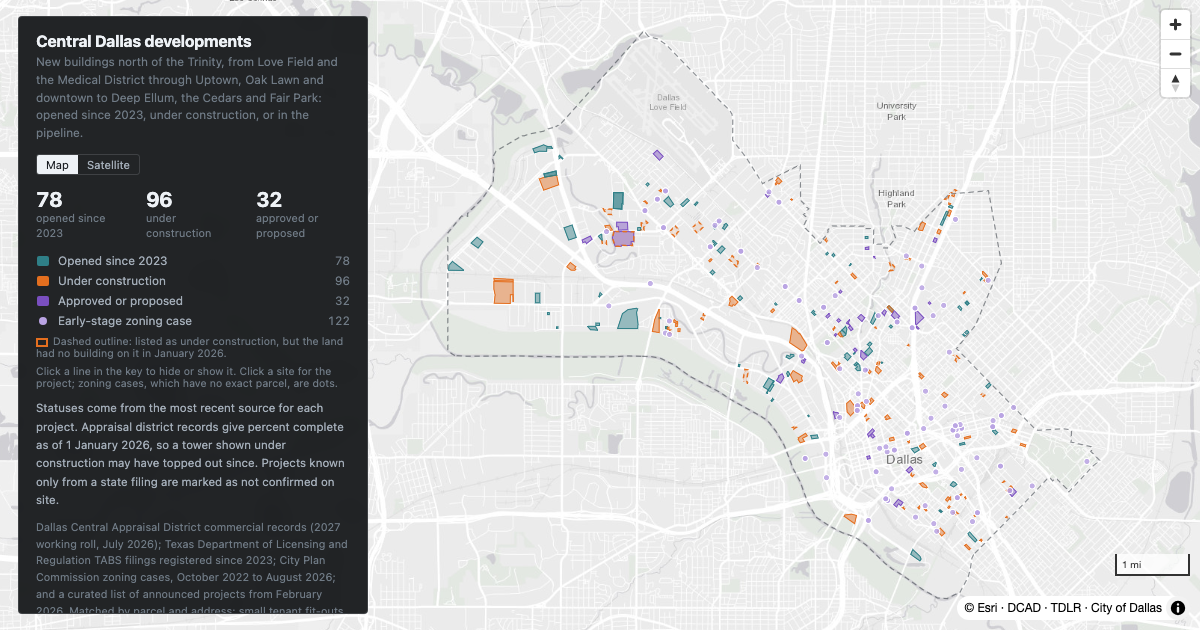 Central Dallas developments
New buildings north of the Trinity, from Love Field and
the Medical District through Uptown, Oak Lawn and
downtown to Deep Ellum, the Cedars and Fair Park:
opened since 2023, under construction, or in the
pipeline.
Map Satellite
78 96 32
opened since under approved or
2023 construction proposed
Opened since 2023 78
Under construction 96
Approved or proposed 32
Early-stage zoning case 122
Dashed outline: listed as under construction, but the land
had no building on it in January 2026.
Click a line in the key to hide or show it. Click a site for the
project; zoning cases, which have no exact parcel, are dots.
Statuses come from the most recent source for each
project. Appraisal district records give percent complete
as of 1 January 2026, so a tower shown under
construction may have topped out since. Projects known
only from a state filing are marked as not confirmed on
site.
Dallas Central Appraisal District commercial records (2027
working roll, July 2026); Texas Department of Licensing and
Regulation TABS filings registered since 2023; City Plan
Commission zoning cases, October 2022 to August 2026;
and a curated list of announced projects from February
2026. Matched by parcel and address; small tenant fit-outs
Dallas
Love Field
University
Park
Highland
Park
Dallas
1 mi
© Esri · DCAD · TDLR · City of Dallas